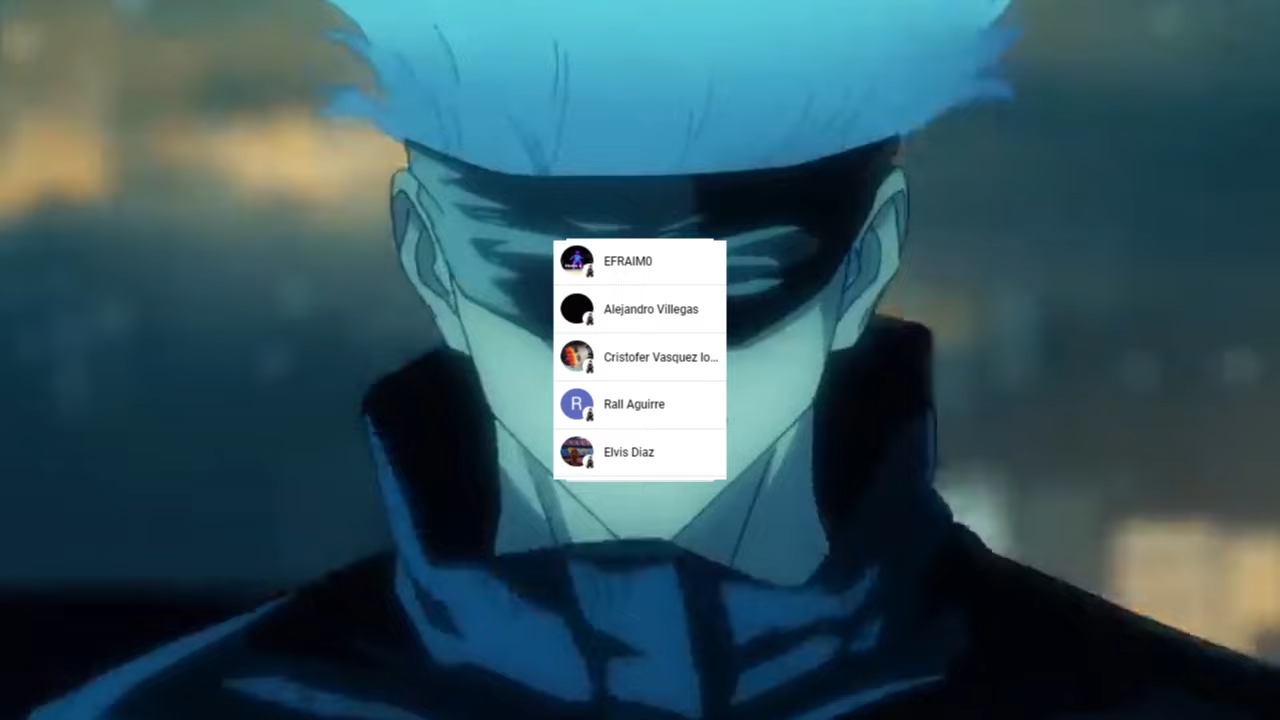 EFRAIM0
Alejandro Villegas
Cristofer Vasquez lo...
R
Rall Aguirre
Elvis Diaz